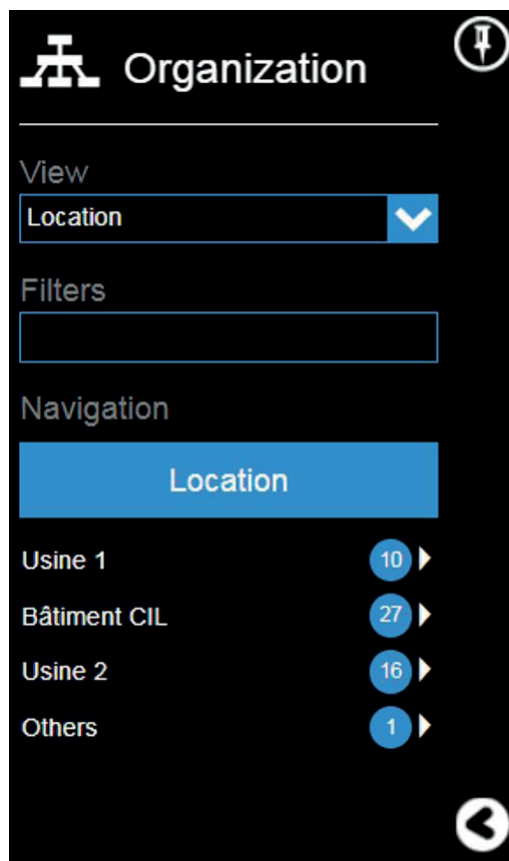 Organization
View
Location
Filters
Navigation
Location
Usine 1 10
Bâtiment CIL 27
Usine 2 16
Others 1